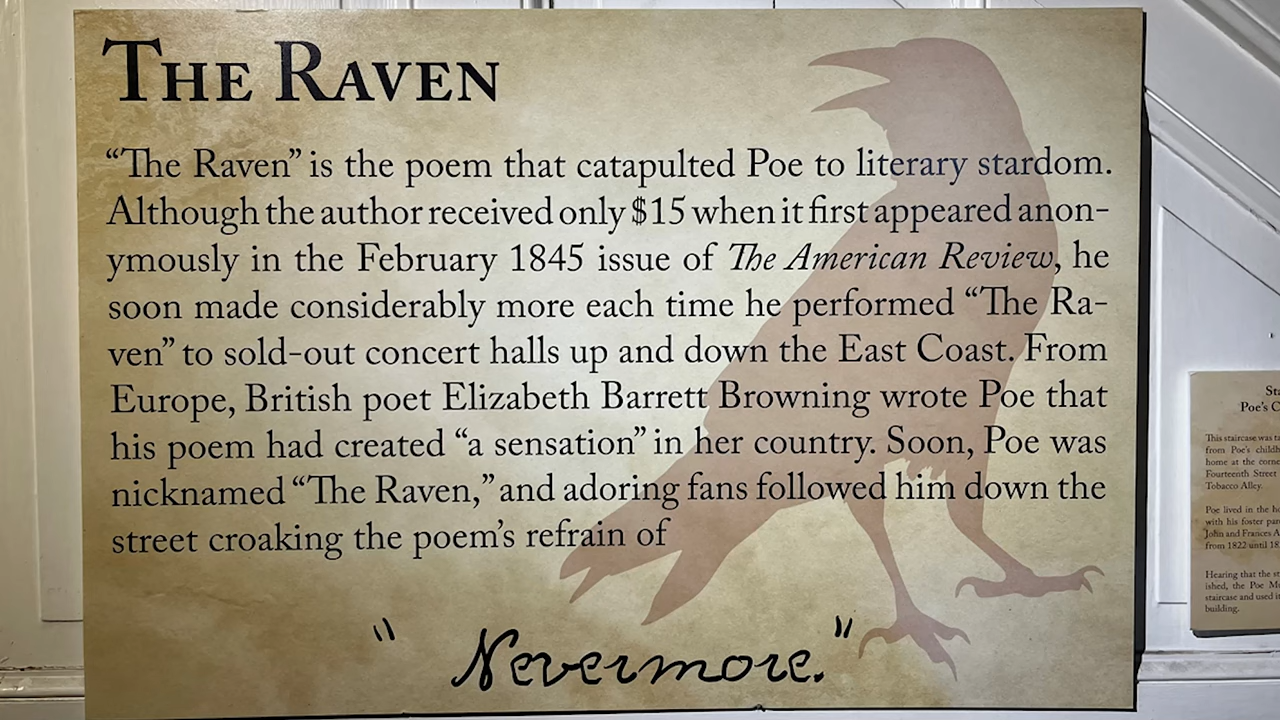 THE RAVEN
“The Raven” is the poem that catapulted Poe to literary stardom.
Although the author received only $15 when it first appeared anon-
ymously in the February 1845 issue of The American Review, he
soon made considerably more each time he performed “The Ra-
ven” to sold-out concert halls up and down the East Coast. From
Europe, British poet Elizabeth Barrett Browning wrote Poe that
his poem had created “a sensation” in her country. Soon, Poe was
nicknamed “The Raven,” and adoring fans followed him down the
street croaking the poem’s refrain of
"Nevermore."
Poe's
This staircase was
from Poe's
home at the
Fourteenth Street
Tobacco Alley.
Poe lived in the
with his foster
John and Frances
from 1822 until
Hearing that the
ished, the Poe
staircase and used
building.